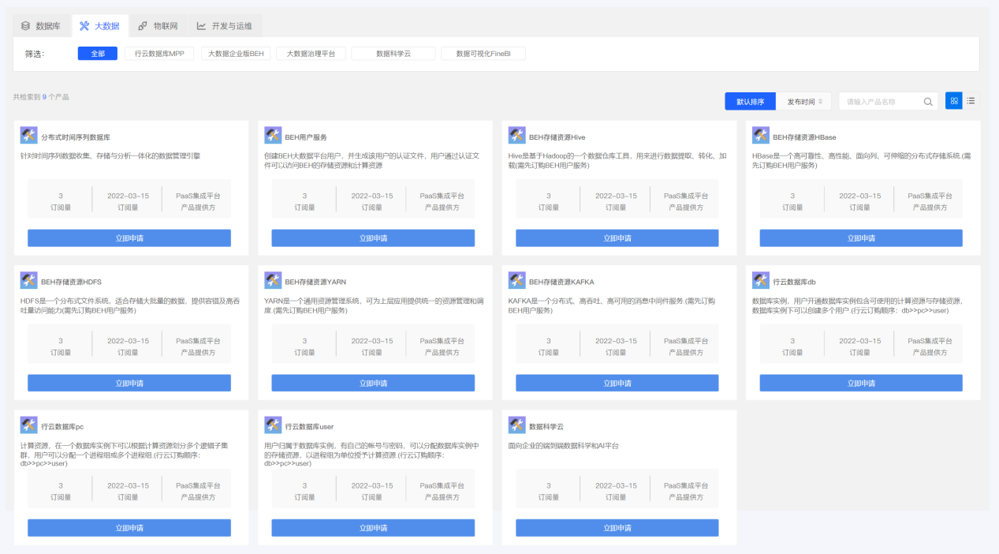 数据库 大数据 物联网 开发与运维
筛选: 全部 行云数据库MPP 大数据企业版BEH 大数据治理平台 数据科学云 数据可视化FineBI
共检索到 9 个产品
默认排序 发布时间 请输入产品名称
分布式时间序列数据库
针对时间序列数据收集、存储与分析一体化的数据管理引擎
3 2022-03-15 PaaS集成平台
订阅量 订阅量 产品提供方
立即申请
BEH用户服务
创建BEH大数据平台用户，并生成该用户的认证文件，用户通过认证文
件可以访问BEH的存储资源和计算资源
3 2022-03-15 PaaS集成平台
订阅量 订阅量 产品提供方
立即申请
BEH存储资源Hive
Hive是基于Hadoop的一个数据仓库工具，用来进行数据提取、转化、加
载(需先订购BEH用户服务)
3 2022-03-15 PaaS集成平台
订阅量 订阅量 产品提供方
立即申请
BEH存储资源HBase
HBase是一个高可靠性、高性能、面向列、可伸缩的分布式存储系统.(需
先订购BEH用户服务)
3 2022-03-15 PaaS集成平台
订阅量 订阅量 产品提供方
立即申请
BEH存储资源HDFS
HDFS是一个分布式文件系统，适合存储大批量的数据，提供容错及高吞
吐量访问能力(需先订购BEH用户服务)
3 2022-03-15 PaaS集成平台
订阅量 订阅量 产品提供方
立即申请
BEH存储资源YARN
YARN是一个通用资源管理系统，可为上层应用提供统一的资源管理和调
度.(需先订购BEH用户服务)
3 2022-03-15 PaaS集成平台
订阅量 订阅量 产品提供方
立即申请
BEH存储资源KAFKA
KAFKA是一个分布式、高吞吐、高可用的消息中间件服务.(需先订购
BEH用户服务)
3 2022-03-15 PaaS集成平台
订阅量 订阅量 产品提供方
立即申请
行云数据库db
数据库实例，用户开通数据库实例包含可使用的计算资源与存储资源，
数据库实例下可以创建多个用户.(行云订购顺序：db>>pc>>user)
3 2022-03-15 PaaS集成平台
订阅量 订阅量 产品提供方
立即申请
行云数据库pc
计算资源，在一个数据库实例下可以根据计算资源划分多个逻辑子集
群，用户可以分配一个进程组或多个进程组.(行云订购顺序：
db>>pc>>user)
3 2022-03-15 PaaS集成平台
订阅量 订阅量 产品提供方
立即申请
行云数据库user
用户归属于数据库实例，有自己的帐号与密码，可以分配数据库实例中
的存储资源，以进程组为单位授予计算资源.(行云订购顺序：
db>>pc>>user)
3 2022-03-15 PaaS集成平台
订阅量 订阅量 产品提供方
立即申请
数据科学云
面向企业的端到端数据科学和AI平台
3 2022-03-15 PaaS集成平台
订阅量 订阅量 产品提供方
立即申请